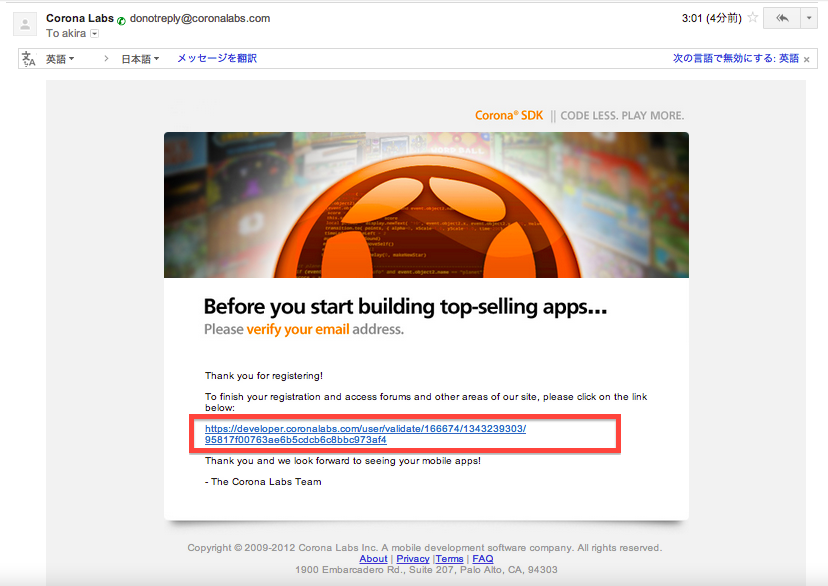 Corona Labs donotreply@coronalabs.com 3:01 (4分前)
To akira
英語 > 日本語 メッセージを翻訳 次の言語で無効にする: 英語 ×
Corona® SDK || CODE LESS. PLAY MORE.
Before you start building top-selling apps...
Please verify your email address.
Thank you for registering!
To finish your registration and access forums and other areas of our site, please click on the link
below:
https://developer.coronalabs.com/user/validate/166674/1343239303/
95817f00763ae6b5cdcb6c8bbc973af4
Thank you and we look forward to seeing your mobile apps!
- The Corona Labs Team
Copyright © 2009-2012 Corona Labs Inc. A mobile development software company. All rights reserved.
About | Privacy |Terms | FAQ
1900 Embarcadero Rd., Suite 207, Palo Alto, CA, 94303